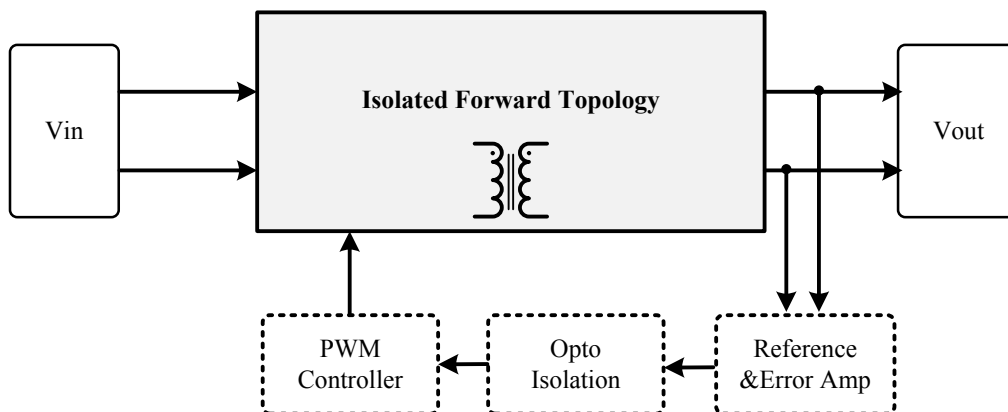 Isolated Forward Topology
Vin
Vout
PWM
Controller
Opto
Isolation
Reference
&Error Amp